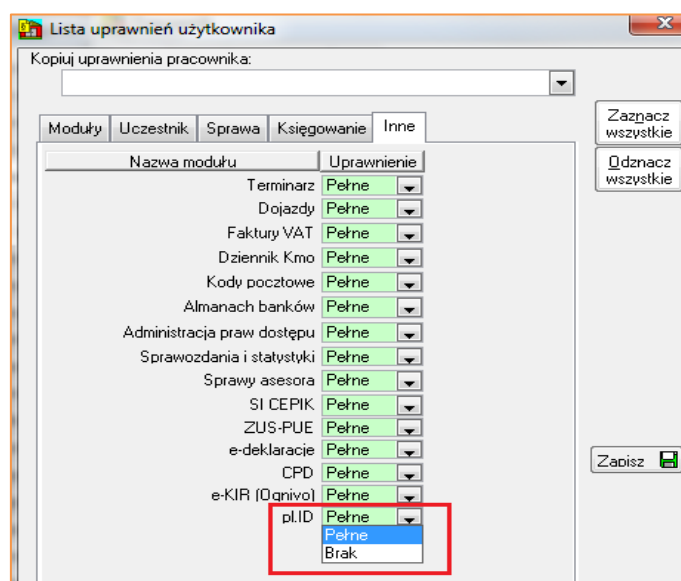 Lista uprawnień użytkownika
Kopiuj uprawnienia pracownika:
Moduły Uczestnik Sprawa Księgowanie Inne
Zaznacz
wszystkie
Odznacz
wszystkie
Nazwa modułu Uprawnienie
Terminarz Pełne
Dojazdy Pełne
Faktury VAT Pełne
Dziennik Kmo Pełne
Kody pocztowe Pełne
Almanach banków Pełne
Administracja praw dostępu Pełne
Sprawozdania i statystyki Pełne
Sprawy asesora Pełne
SI CEPIK Pełne
ZUS-PUE Pełne
e-deklaracje Pełne
CPD Pełne
Zapisz
e-KIR (Ognivo) Pełne
pl.ID Pełne
Pełne
Brak